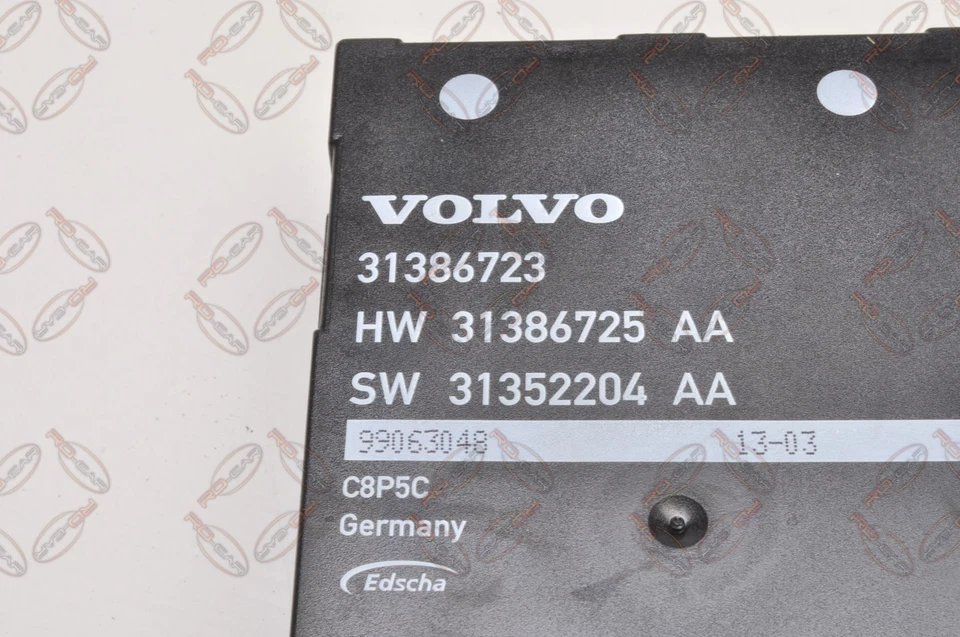 VOLVO
31386723
HW 31386725 AA
SW 31352204 AA
99063048 13-03
C8P5C
Germany
Edscha